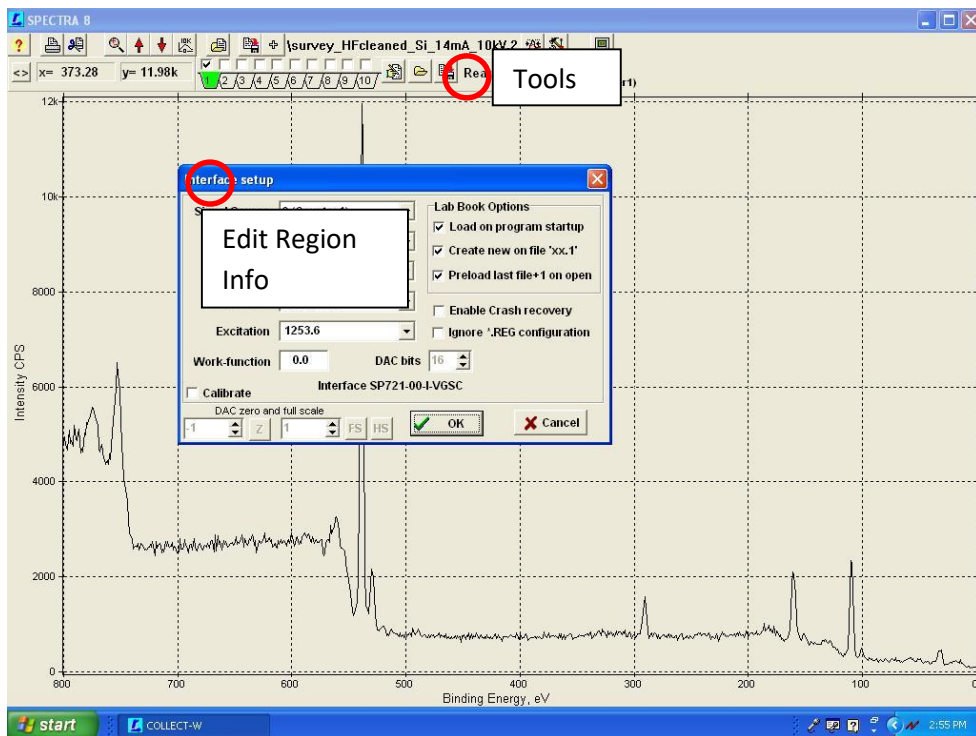 SPECTRA 8
\survey_HFcleaned_Si_14mA_10kV 2
<> x= 373.28 y= 11.98k 1 2 3 4 5 6 7 8 9 10
Tools
12k
10k
8000
6000
4000
2000
0
Intensity CPS
Interface setup
Edit Region
Info
Excitation 1253.6
Work-function 0.0 DAC bits 16
Interface SP721-00-I-VGSC
Calibrate
DAC zero and full scale
-1 Z 1 FS HS OK Cancel
Lab Book Options
Load on program startup
Create new on file 'xx.1'
Preload last file+1 on open
Enable Crash recovery
Ignore *.REG configuration
800 700 600 500 400 300 200 100
Binding Energy, eV
start COLLECT-W 2:55 PM